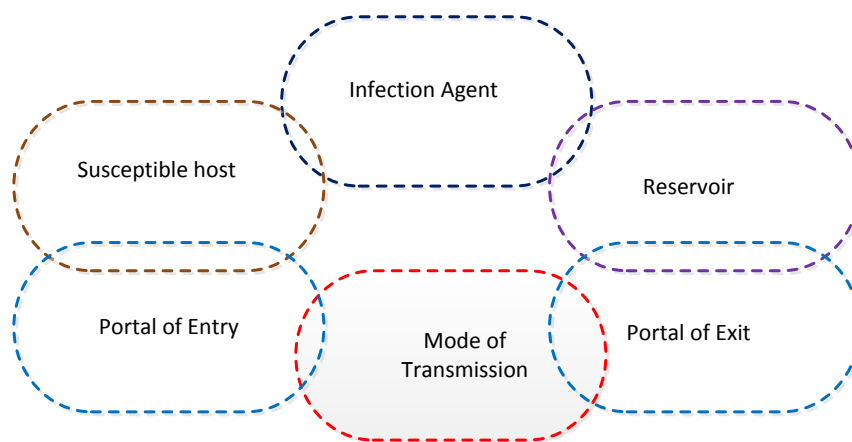 Infection Agent
Susceptible host
Reservoir
Portal of Entry
Mode of
Transmission
Portal of Exit